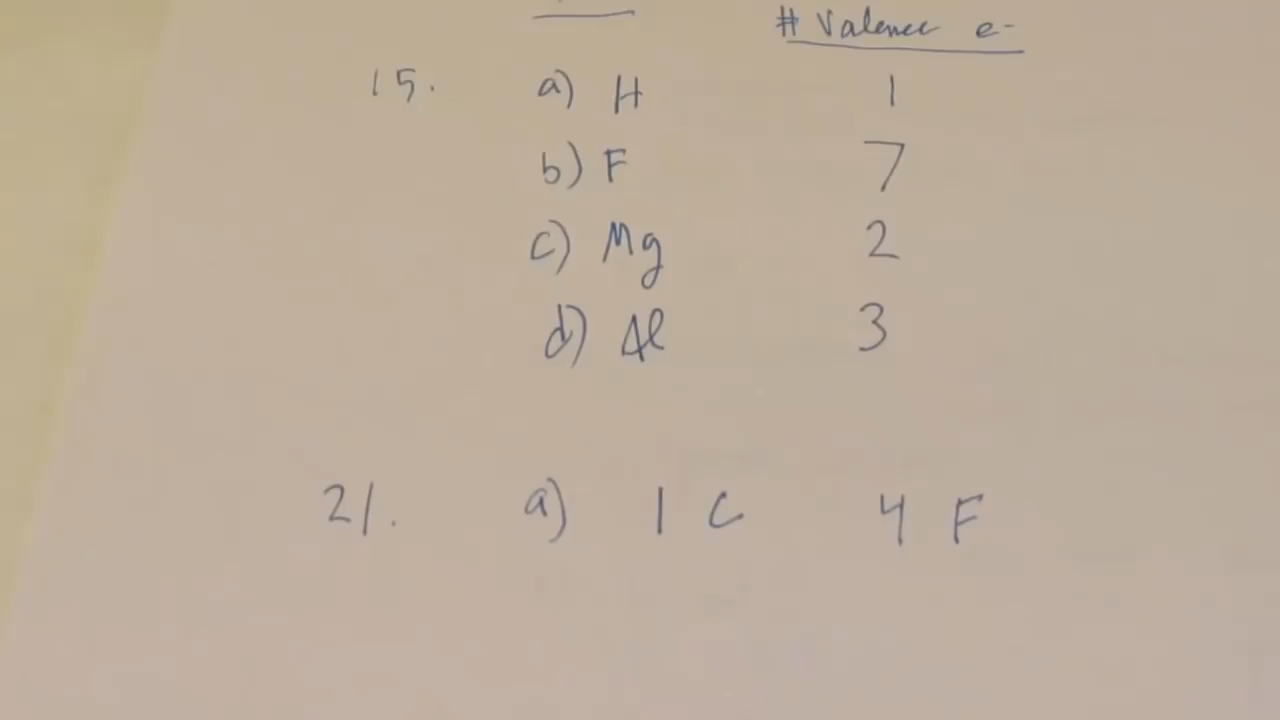 # Valence e-
15. a) H 1
b) F 7
c) Mg 2
d) Al 3
21. a) 1 C 4 F